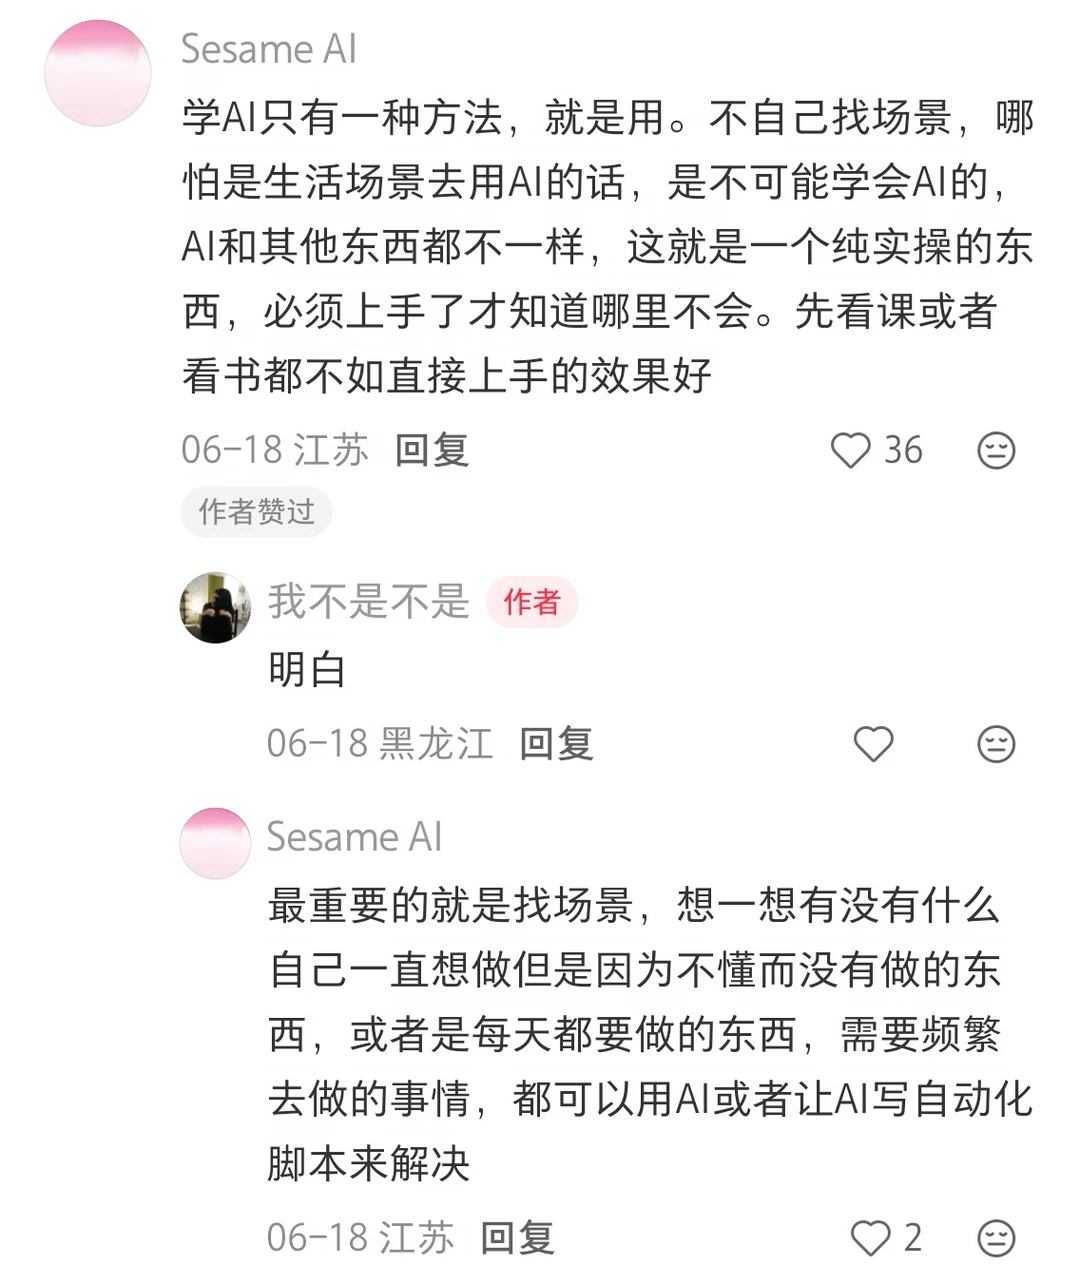 Sesame AI
学AI只有一种方法，就是用。不自己找场景，哪
怕是生活场景去用AI的话，是不可能学会AI的，
AI和其他东西都不一样，这就是一个纯实操的东
西，必须上手了才知道哪里不会。先看课或者
看书都不如直接上手的效果好
06-18 江苏 回复 36
作者赞过
我不是不是 作者
明白
06-18 黑龙江 回复
Sesame AI
最重要的就是找场景，想一想有没有什么
自己一直想做但是因为不懂而没有做的东
西，或者是每天都要做的东西，需要频繁
去做的事情，都可以用AI或者让AI写自动化
脚本来解决
06-18 江苏 回复 2